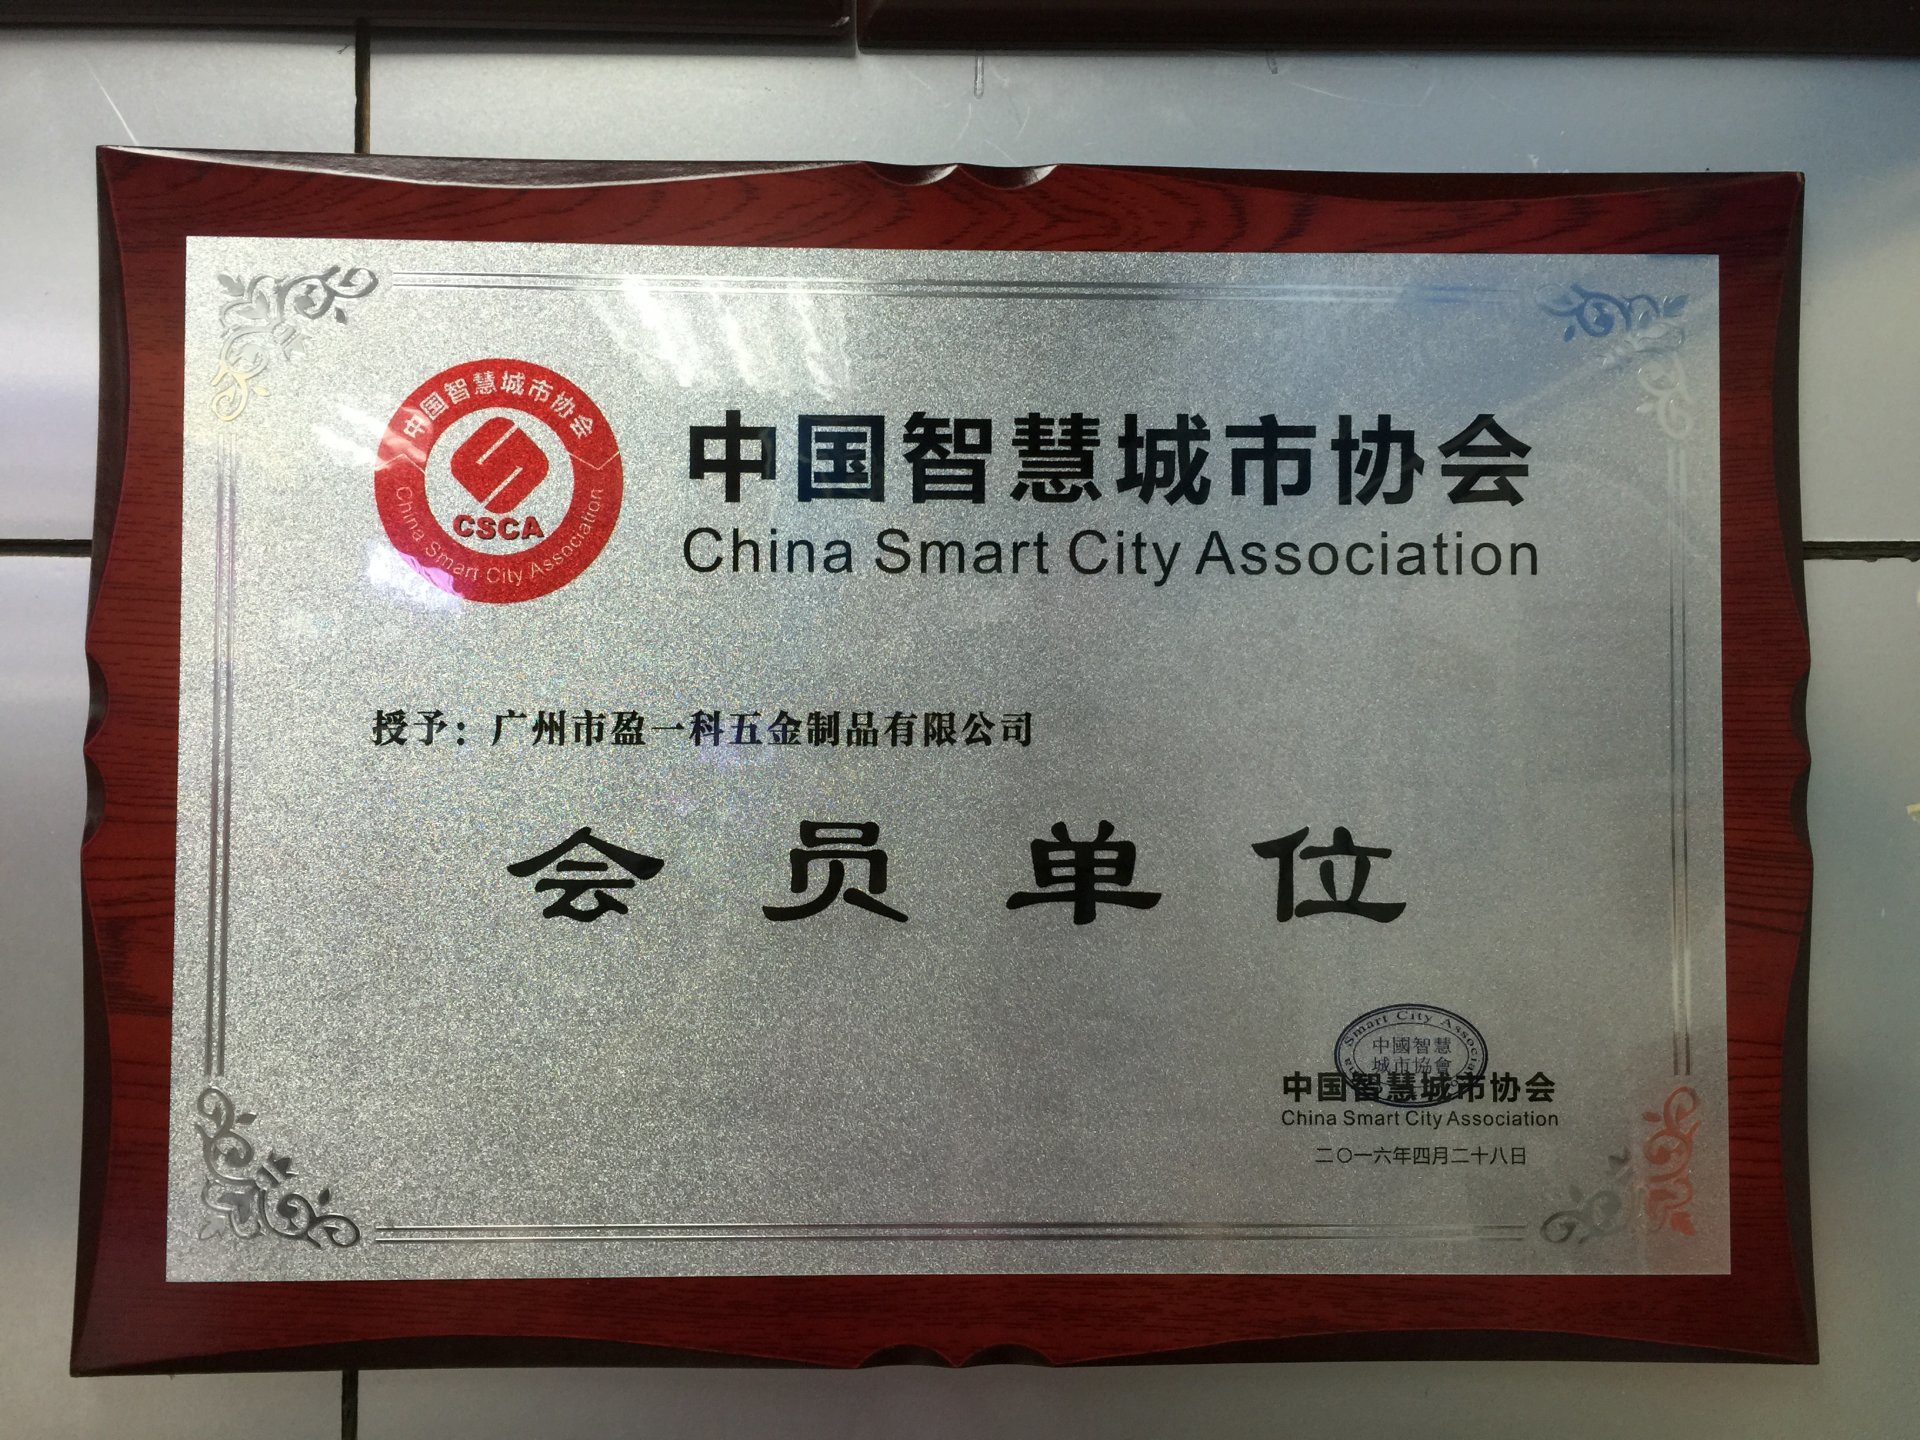 中国智慧城市协会
CSCA
China Smart City Association
中国智慧城市协会
China Smart City Association
授予：广州市盈一科五金制品有限公司
会员单位
Smart City Associa
中國智慧
城市協會
中国智慧城市协会
China Smart City Association
二〇一六年四月二十八日